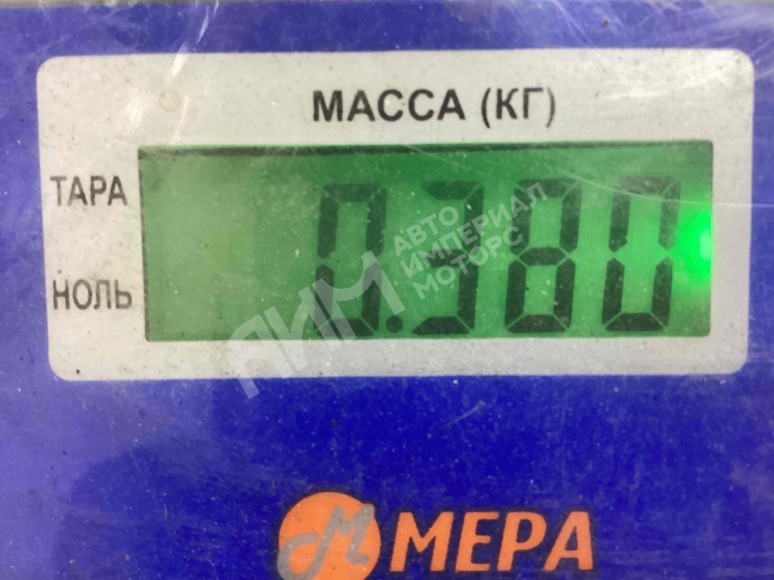 МАССА (КГ)
ТАРА
0.380
НОЛЬ
АИМ
АВТО
ИМПЕРИАЛ
МОТОРС
М МЕРА